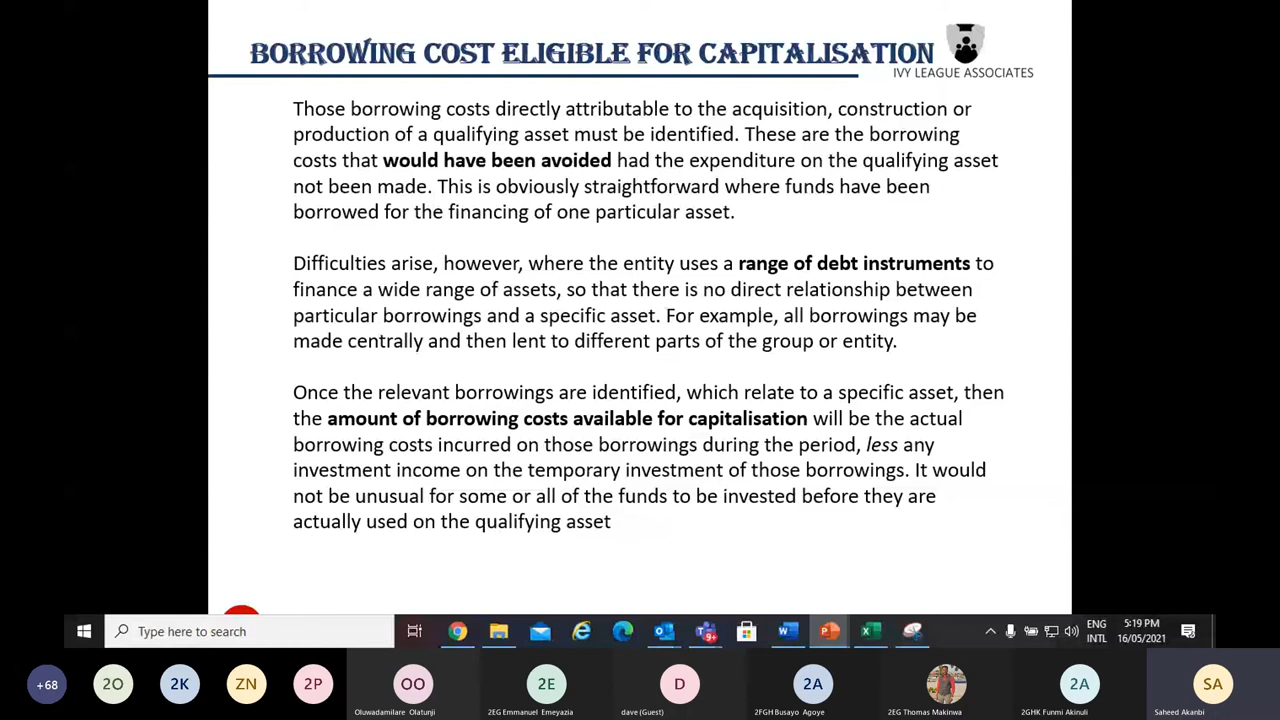 BORROWING COST ELIGIBLE FOR CAPITALISATION
IVY LEAGUE ASSOCIATES
Those borrowing costs directly attributable to the acquisition, construction or
production of a qualifying asset must be identified. These are the borrowing
costs that would have been avoided had the expenditure on the qualifying asset
not been made. This is obviously straightforward where funds have been
borrowed for the financing of one particular asset.
Difficulties arise, however, where the entity uses a range of debt instruments to
finance a wide range of assets, so that there is no direct relationship between
particular borrowings and a specific asset. For example, all borrowings may be
made centrally and then lent to different parts of the group or entity.
Once the relevant borrowings are identified, which relate to a specific asset, then
the amount of borrowing costs available for capitalisation will be the actual
borrowing costs incurred on those borrowings during the period, less any
investment income on the temporary investment of those borrowings. It would
not be unusual for some or all of the funds to be invested before they are
actually used on the qualifying asset
Type here to search
9+
ENG
INTL
5:19 PM
16/05/2021
+68
2O
2K
ZN
2P
OO
2E
D
2A
2A
SA
Oluwadamilare Olatunji
2EG Emmanuel Emeyazia
dave (Guest)
2FGH Busayo Agoye
2EG Thomas Makinwa
2GHK Funmi Akinuli
Saheed Akanbi